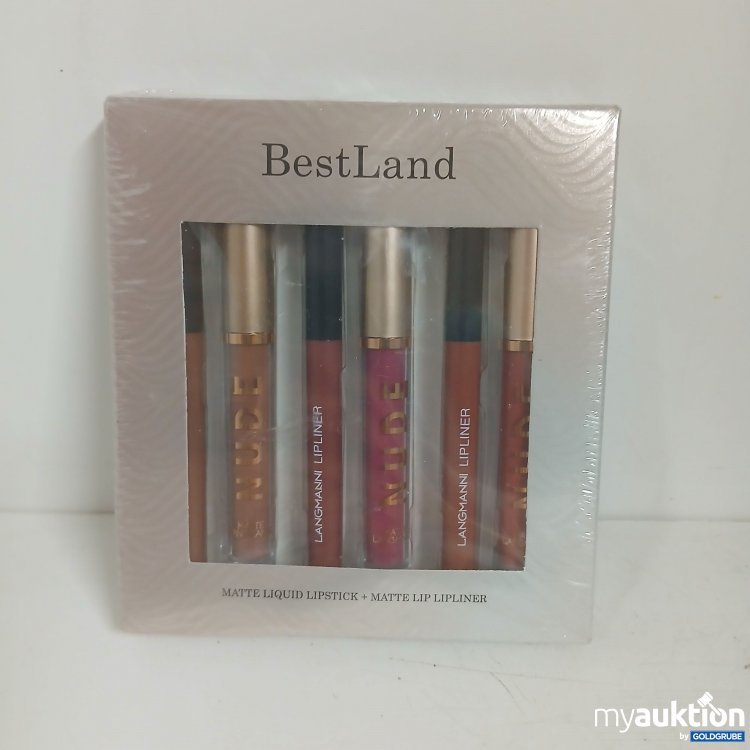 BestLand
NUDE
LANGMANNI LIPLINER
NUDE
LANGMANNI LIPLINER
NUDE
MATTE LIQUID LIPSTICK + MATTE LIP LIPLINER
myauktion
by GOLDGRUBE